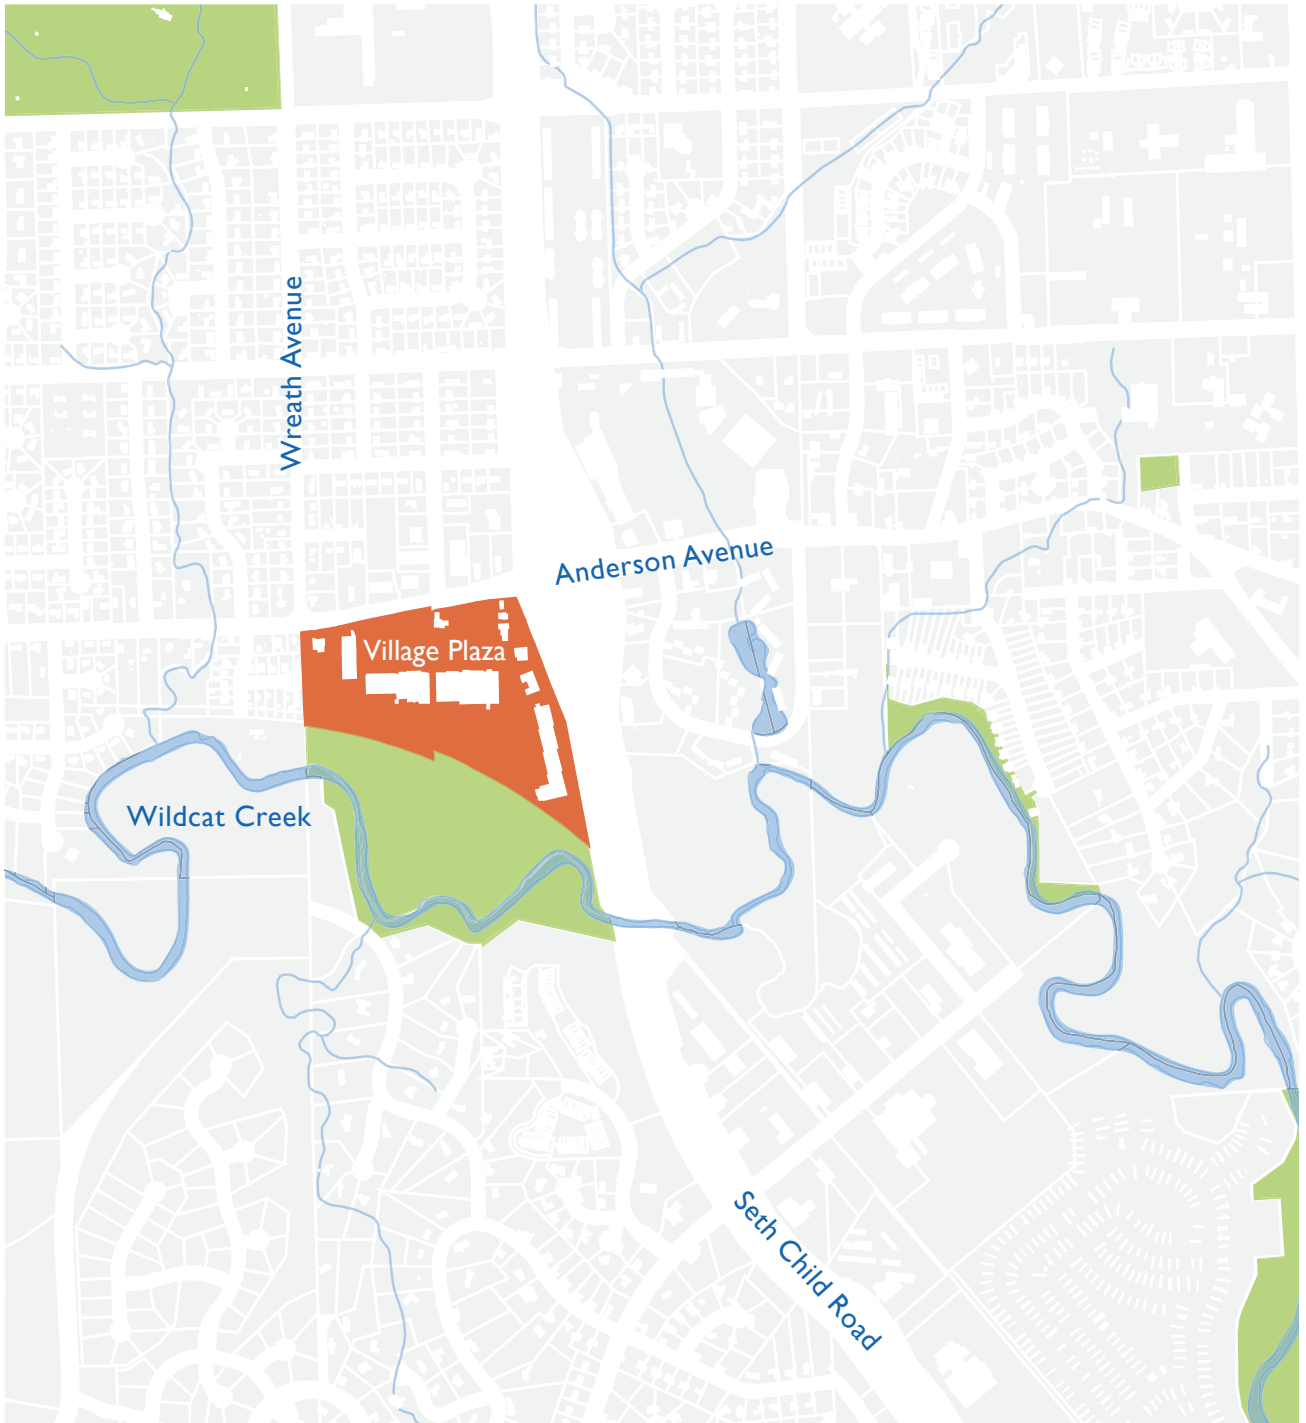 Wreath Avenue
Anderson Avenue
Village Plaza
Wildcat Creek
Seth Child Road